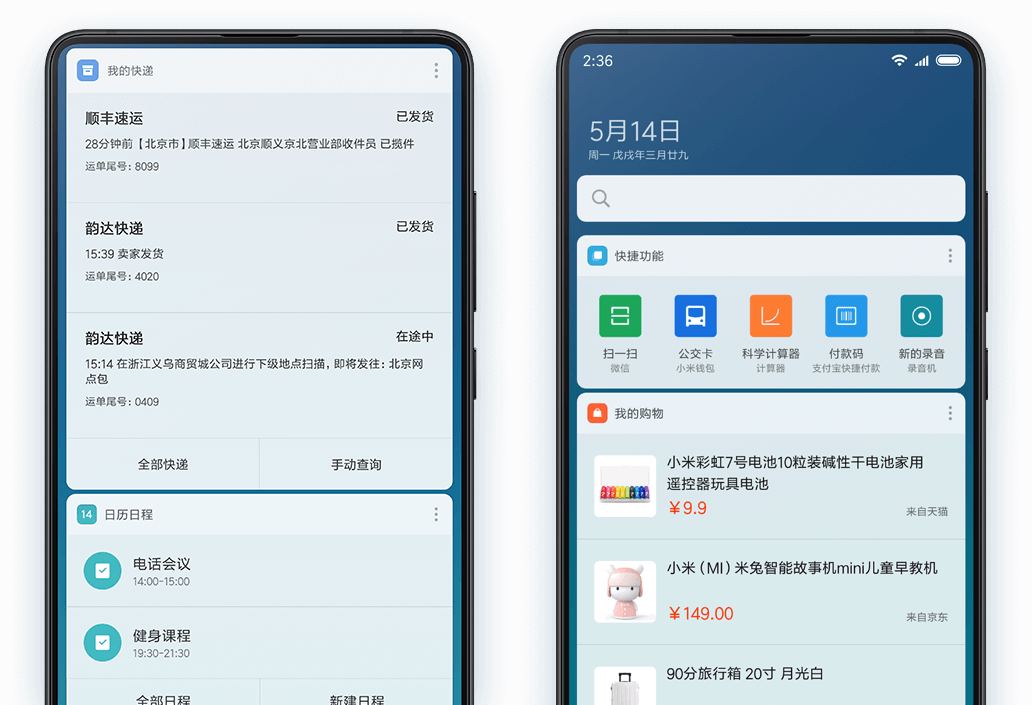 我的快递
顺丰速运
已发货
28分钟前【北京市】顺丰速运 北京顺义京北营业部收件员 已揽件
运单尾号: 8099
韵达快递
已发货
15:39 卖家发货
运单尾号: 4020
韵达快递
在途中
15:14 在浙江义乌商贸城公司进行下级地点扫描，即将发往: 北京网
点包
运单尾号: 0409
全部快递
手动查询
14
日历日程
电话会议
14:00-15:00
健身课程
19:30-21:30
全部日程
新建日程
2:36
5月14日
周一 戊戌年三月廿九
快捷功能
扫一扫
微信
公交卡
小米钱包
科学计算器
计算器
付款码
支付宝快捷付款
新的录音
录音机
我的购物
小米彩虹7号电池10粒装碱性干电池家用
遥控器玩具电池
￥9.9
来自天猫
小米（MI）米兔智能故事机mini儿童早教机
￥149.00
来自京东
90分旅行箱 20寸 月光白